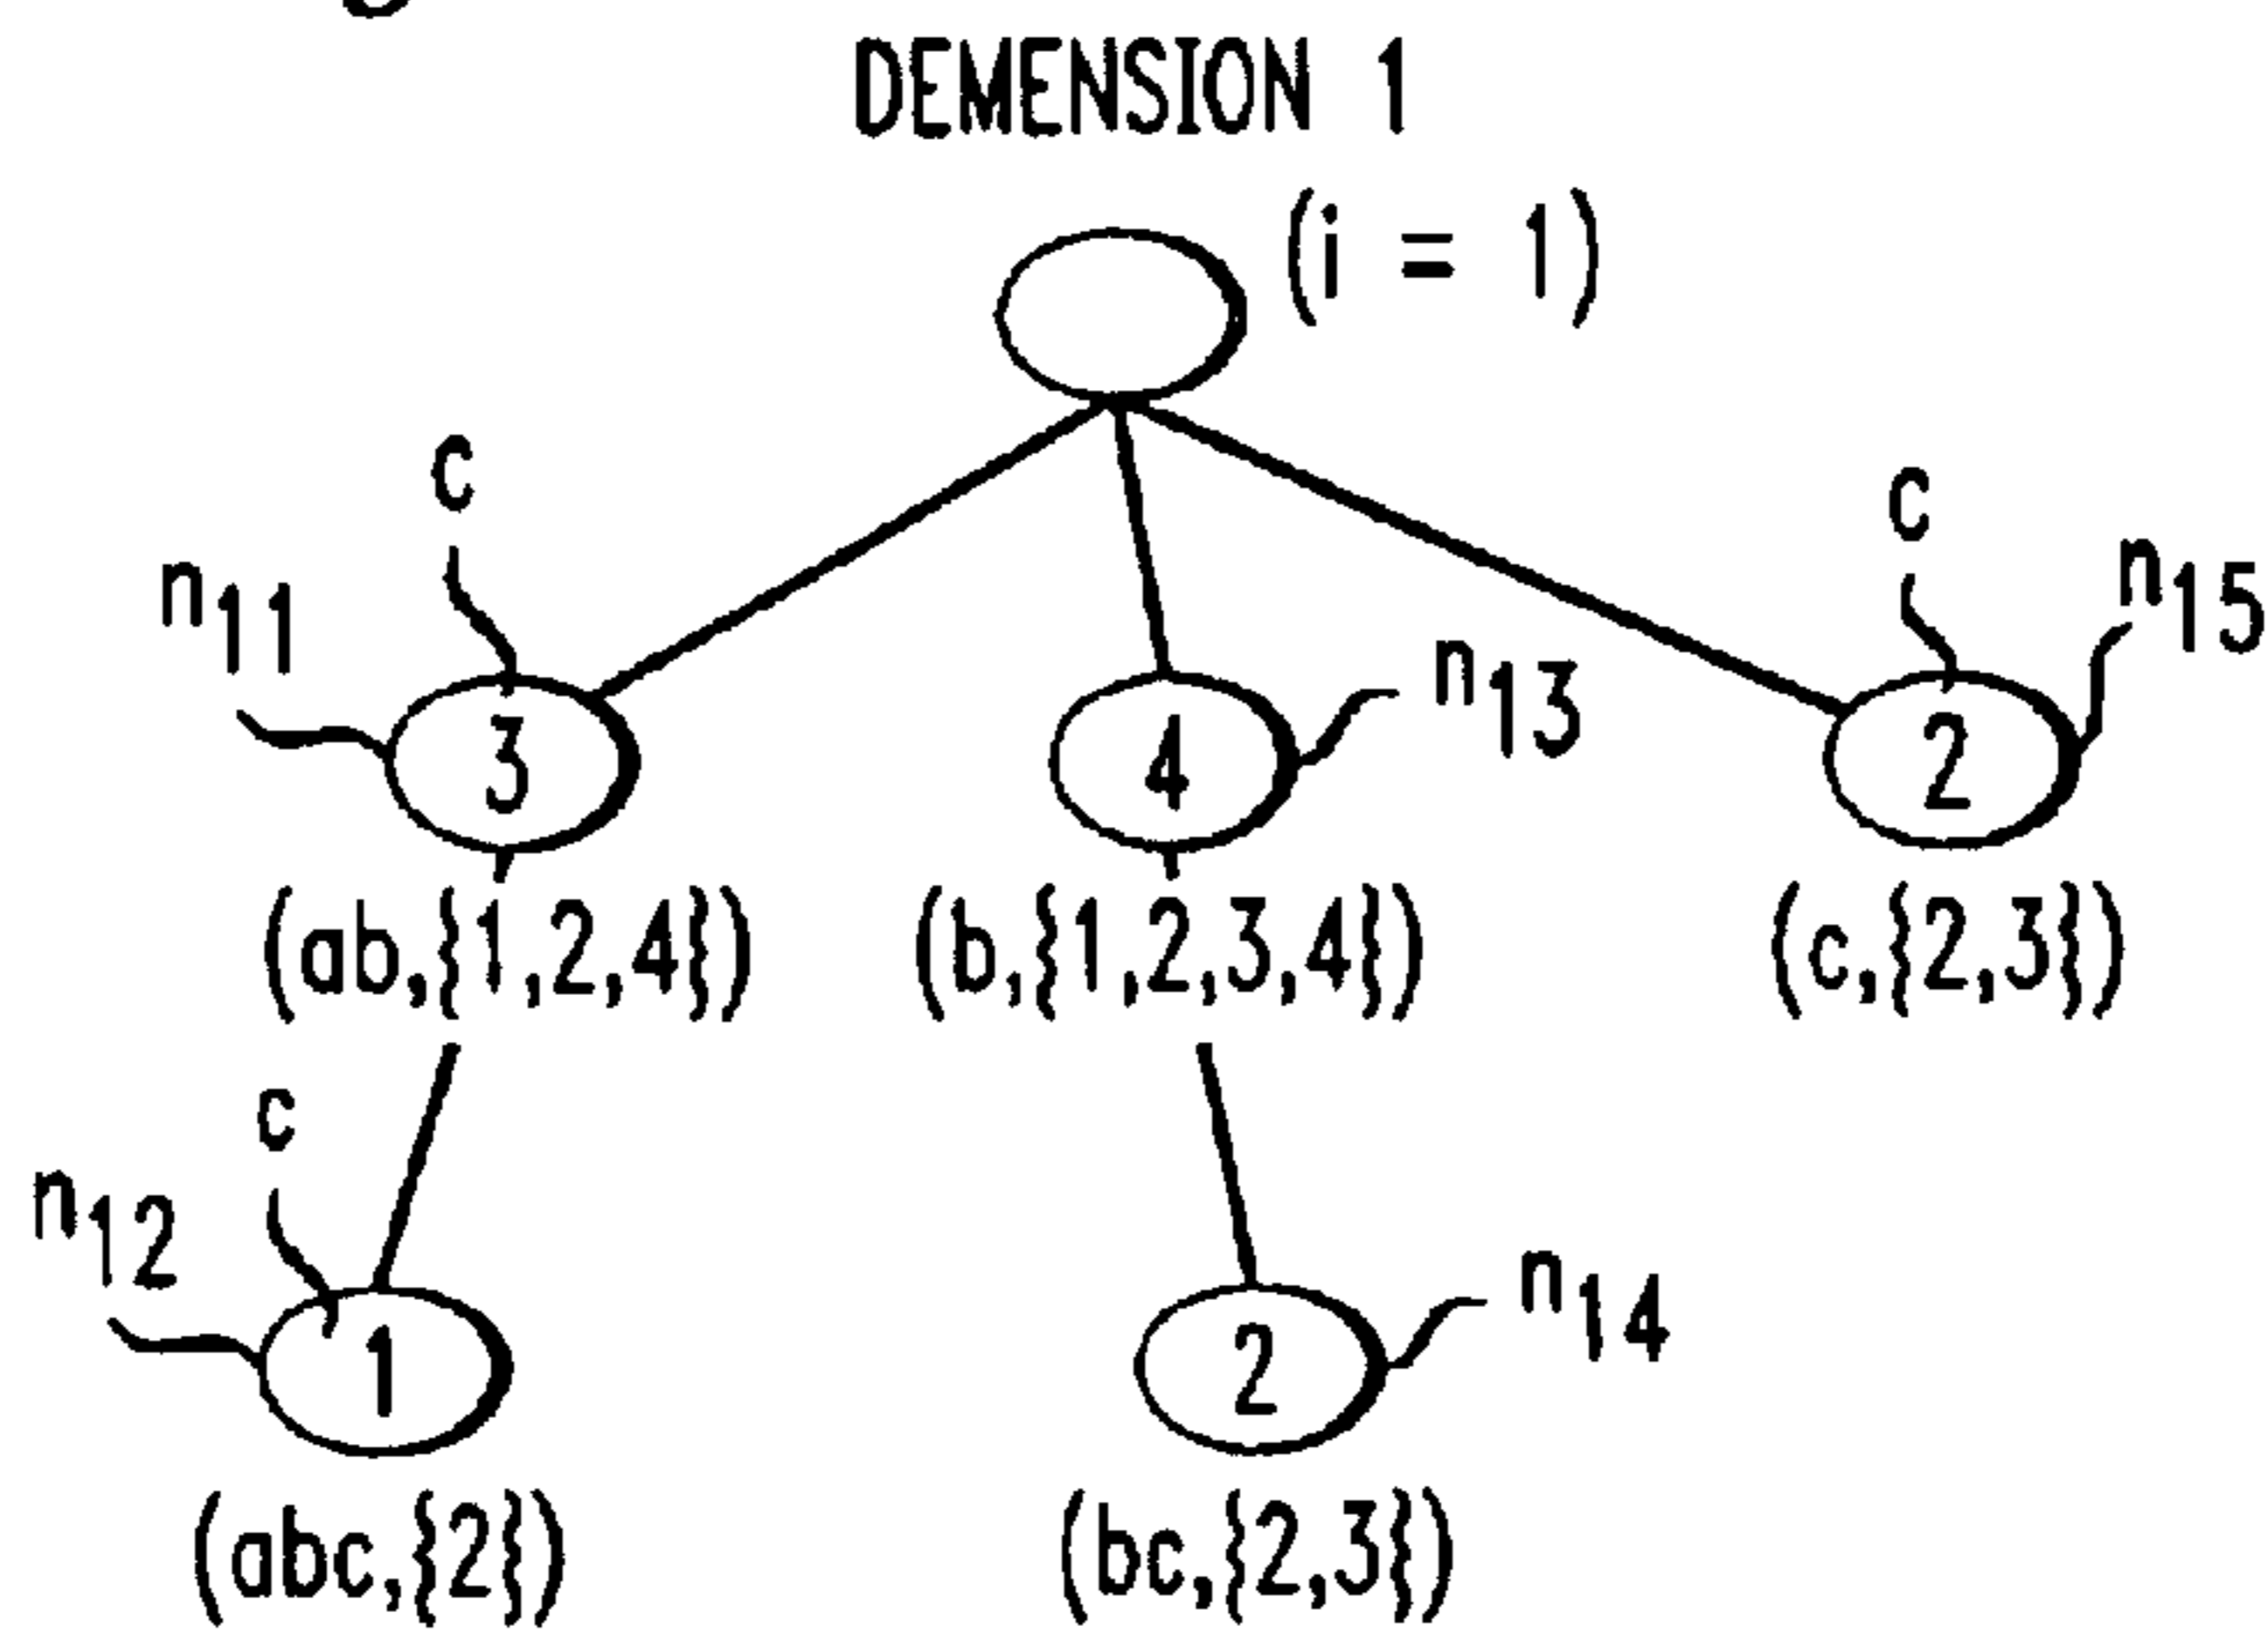 DEMENSION 1
(i = 1)
c
c
n11
n15
n13
3
4
2
(ab,{1,2,4})
(b,{1,2,3,4})
(c,{2,3})
c
n12
n14
1
2
(abc,{2})
(bc,{2,3})